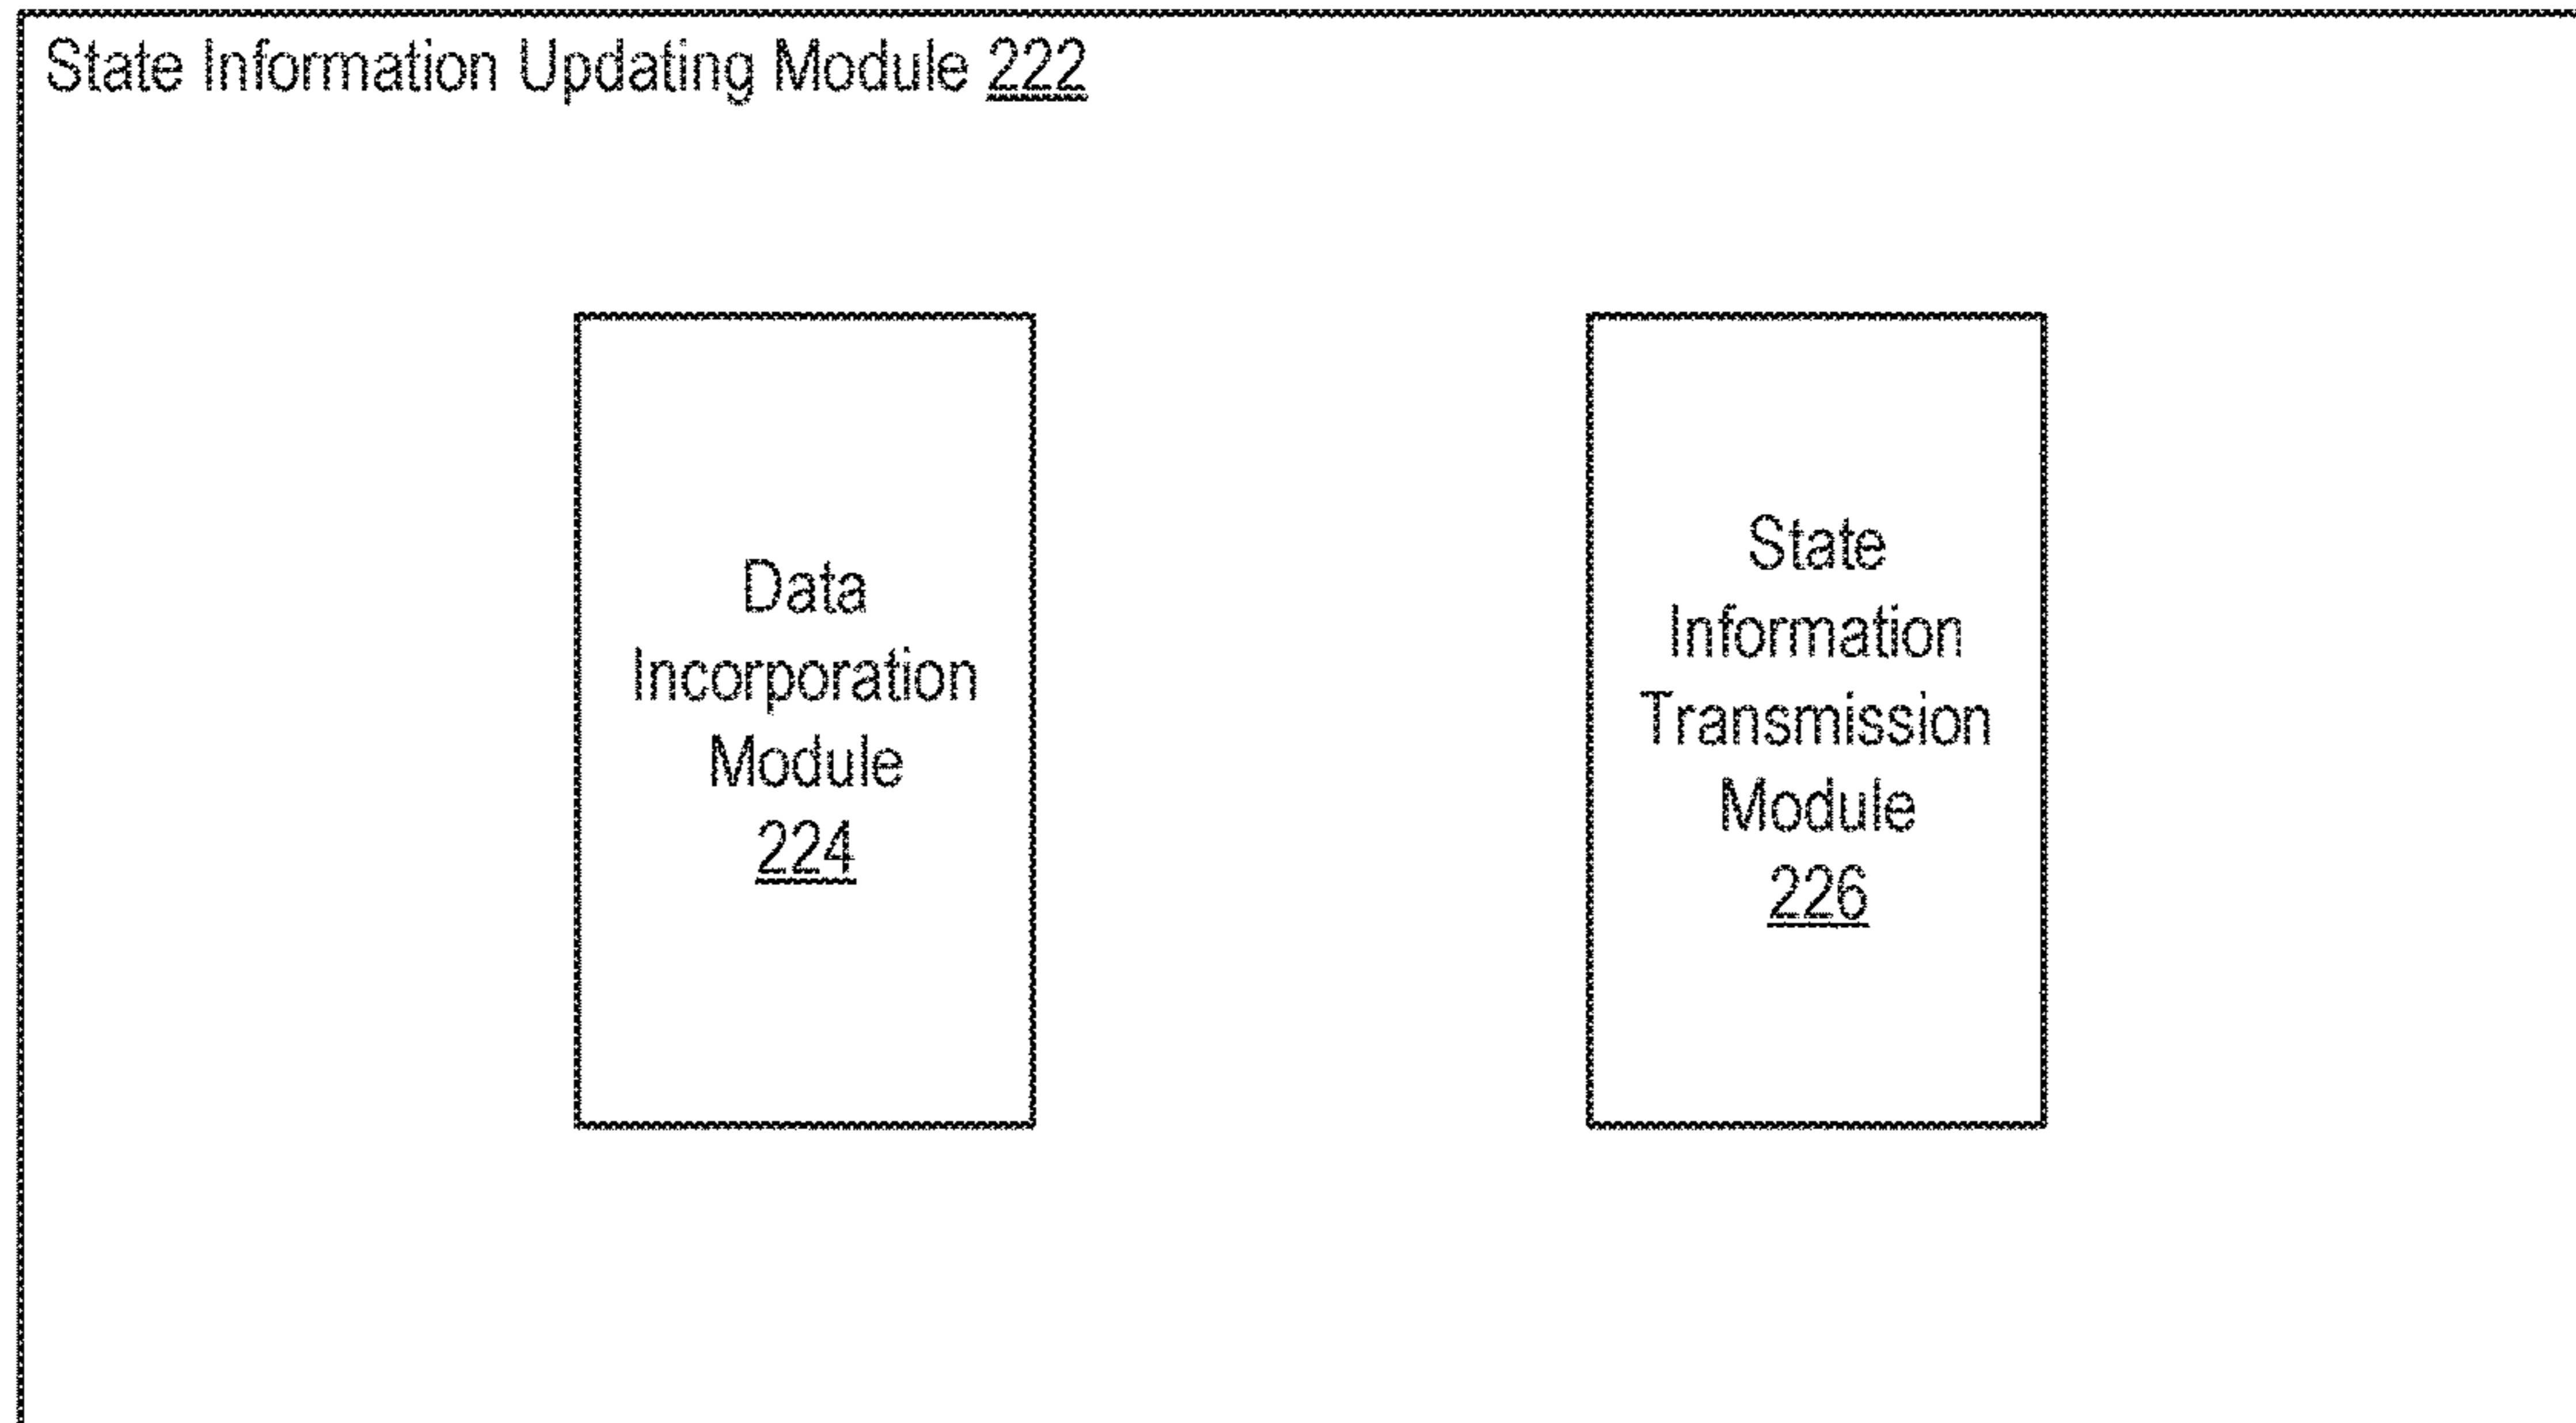 State Information Updating Module 222
Data
Incorporation
Module
224
State
Information
Transmission
Module
226